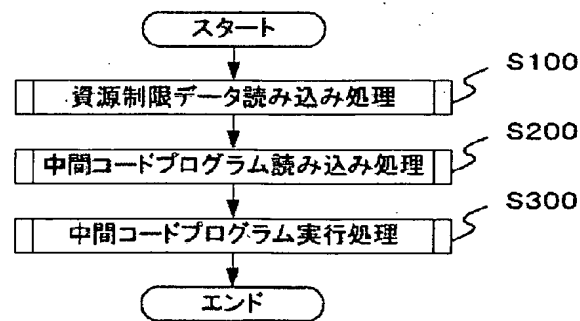 スタート
S100
資源制限データ読み込み処理
S200
中間コードプログラム読み込み処理
S300
中間コードプログラム実行処理
エンド